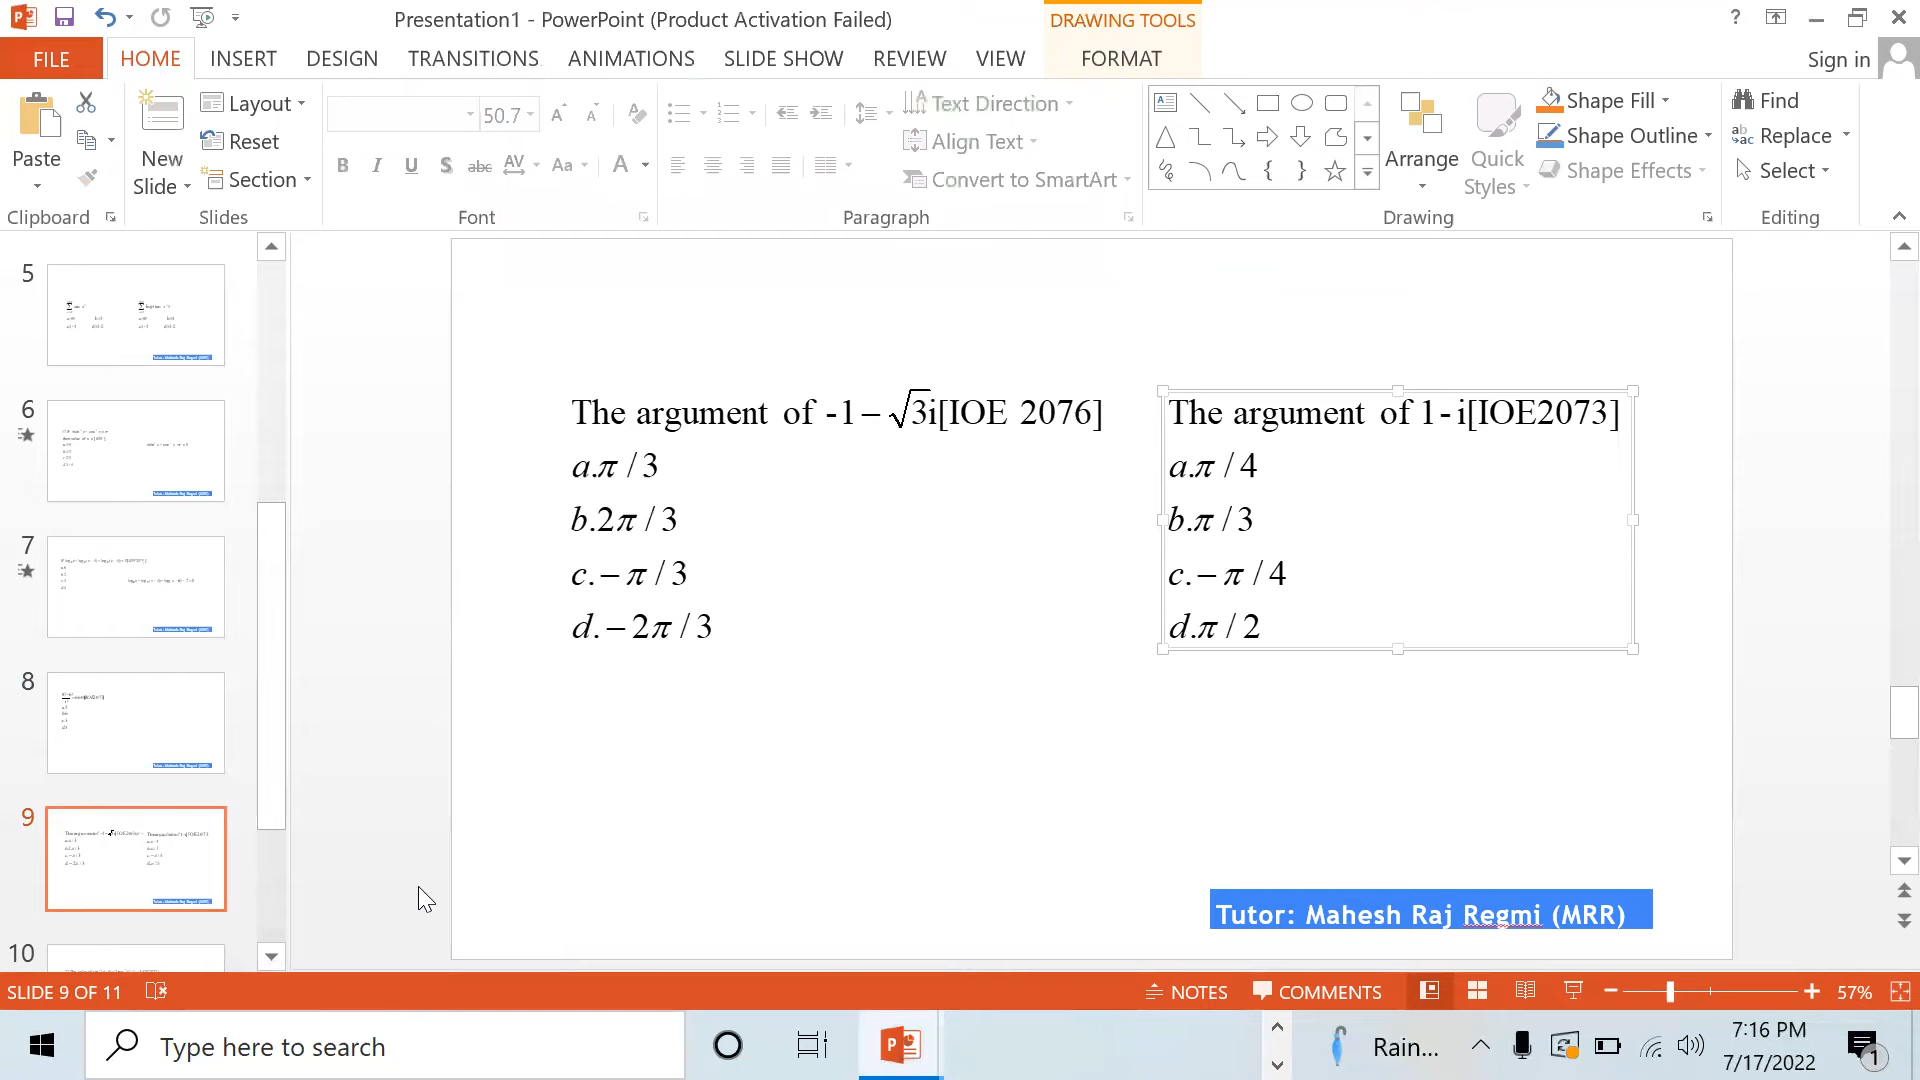 Presentation1 - PowerPoint (Product Activation Failed)
DRAWING TOOLS
?
FILE
HOME
INSERT
DESIGN
TRANSITIONS
ANIMATIONS
SLIDE SHOW
REVIEW
VIEW
FORMAT
Sign in
Paste
Clipboard
New Slide
Layout
Reset
Section
Slides
50.7
B I U S abc AV Aa A
Font
Text Direction
Align Text
Convert to SmartArt
Paragraph
Arrange
Quick Styles
Shape Fill
Shape Outline
Shape Effects
Drawing
Find
Replace
Select
Editing
5
6
7
8
9
10
The argument of -1 – √3i[IOE 2076]
a.π / 3
b.2π / 3
c. – π / 3
d. – 2π / 3
The argument of 1- i[IOE2073]
a.π / 4
b.π / 3
c. – π / 4
d.π / 2
Tutor: Mahesh Raj Regmi (MRR)
SLIDE 9 OF 11
NOTES
COMMENTS
57%
Type here to search
Rain...
7:16 PM
7/17/2022
1